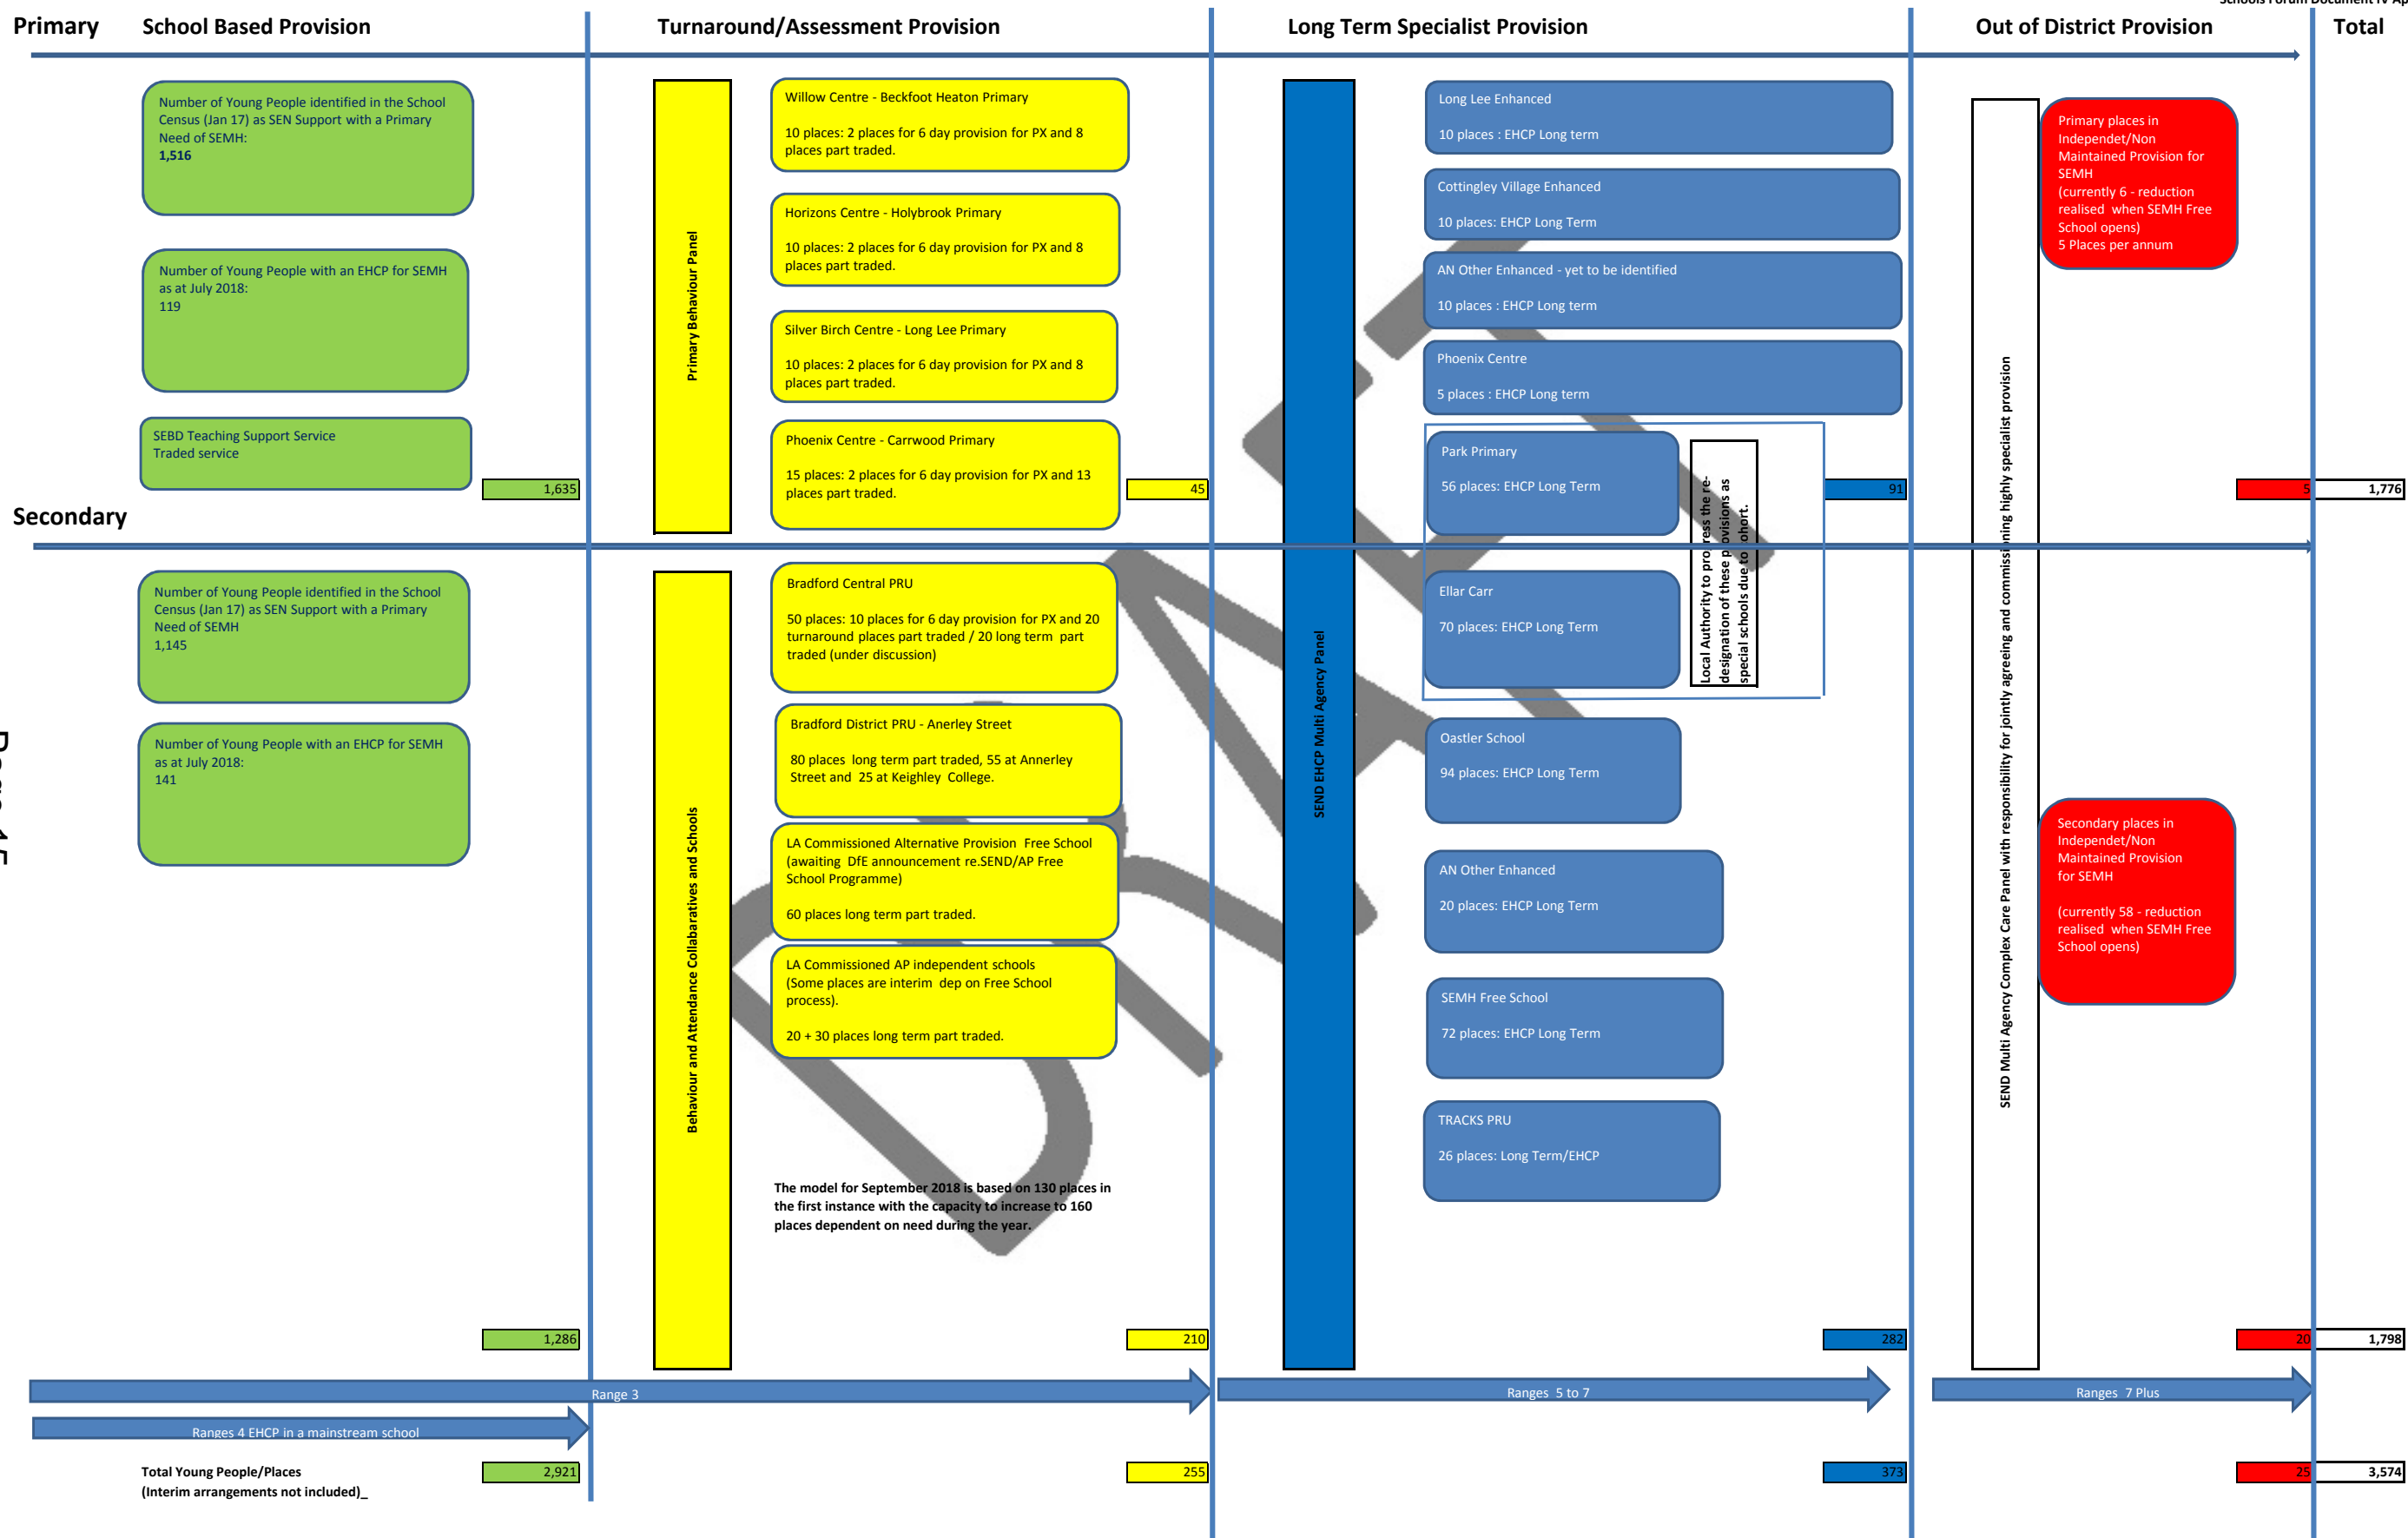 Schools Forum Document IV Ap
Primary
School Based Provision
Turnaround/Assessment Provision
Long Term Specialist Provision
Out of District Provision
Total
Number of Young People identified in the School
Census (Jan 17) as SEN Support with a Primary
Need of SEMH:
1,516
Number of Young People with an EHCP for SEMH
as at July 2018:
119
SEBD Teaching Support Service
Traded service
1,635
Primary Behaviour Panel
Willow Centre - Beckfoot Heaton Primary
10 places: 2 places for 6 day provision for PX and 8
places part traded.
Horizons Centre - Holybrook Primary
10 places: 2 places for 6 day provision for PX and 8
places part traded.
Silver Birch Centre - Long Lee Primary
10 places: 2 places for 6 day provision for PX and 8
places part traded.
Phoenix Centre - Carrwood Primary
15 places: 2 places for 6 day provision for PX and 13
places part traded.
45
SEND EHCP Multi Agency Panel
Long Lee Enhanced
10 places : EHCP Long term
Cottingley Village Enhanced
10 places: EHCP Long Term
AN Other Enhanced - yet to be identified
10 places : EHCP Long term
Phoenix Centre
5 places : EHCP Long term
Park Primary
56 places: EHCP Long Term
Local Authority to progress the re-
designation of these provisions as
special schools due to cohort.
91
SEND Multi Agency Complex Care Panel with responsibility for jointly agreeing and commissioning highly specialist provision
Primary places in
Independet/Non
Maintained Provision for
SEMH
(currently 6 - reduction
realised when SEMH Free
School opens)
5 Places per annum
5
1,776
Secondary
Number of Young People identified in the School
Census (Jan 17) as SEN Support with a Primary
Need of SEMH
1,145
Number of Young People with an EHCP for SEMH
as at July 2018:
141
1,286
Behaviour and Attendance Collabaratives and Schools
Bradford Central PRU
50 places: 10 places for 6 day provision for PX and 20
turnaround places part traded / 20 long term part
traded (under discussion)
Bradford District PRU - Anerley Street
80 places long term part traded, 55 at Annerley
Street and 25 at Keighley College.
LA Commissioned Alternative Provision Free School
(awaiting DfE announcement re.SEND/AP Free
School Programme)
60 places long term part traded.
LA Commissioned AP independent schools
(Some places are interim dep on Free School
process).
20 + 30 places long term part traded.
The model for September 2018 is based on 130 places in
the first instance with the capacity to increase to 160
places dependent on need during the year.
210
Ellar Carr
70 places: EHCP Long Term
Oastler School
94 places: EHCP Long Term
AN Other Enhanced
20 places: EHCP Long Term
SEMH Free School
72 places: EHCP Long Term
TRACKS PRU
26 places: Long Term/EHCP
282
Secondary places in
Independet/Non
Maintained Provision
for SEMH
(currently 58 - reduction
realised when SEMH Free
School opens)
20
1,798
Range 3
Ranges 5 to 7
Ranges 7 Plus
Ranges 4 EHCP in a mainstream school
Total Young People/Places
(Interim arrangements not included)_
2,921
255
373
25
3,574
DRAFT